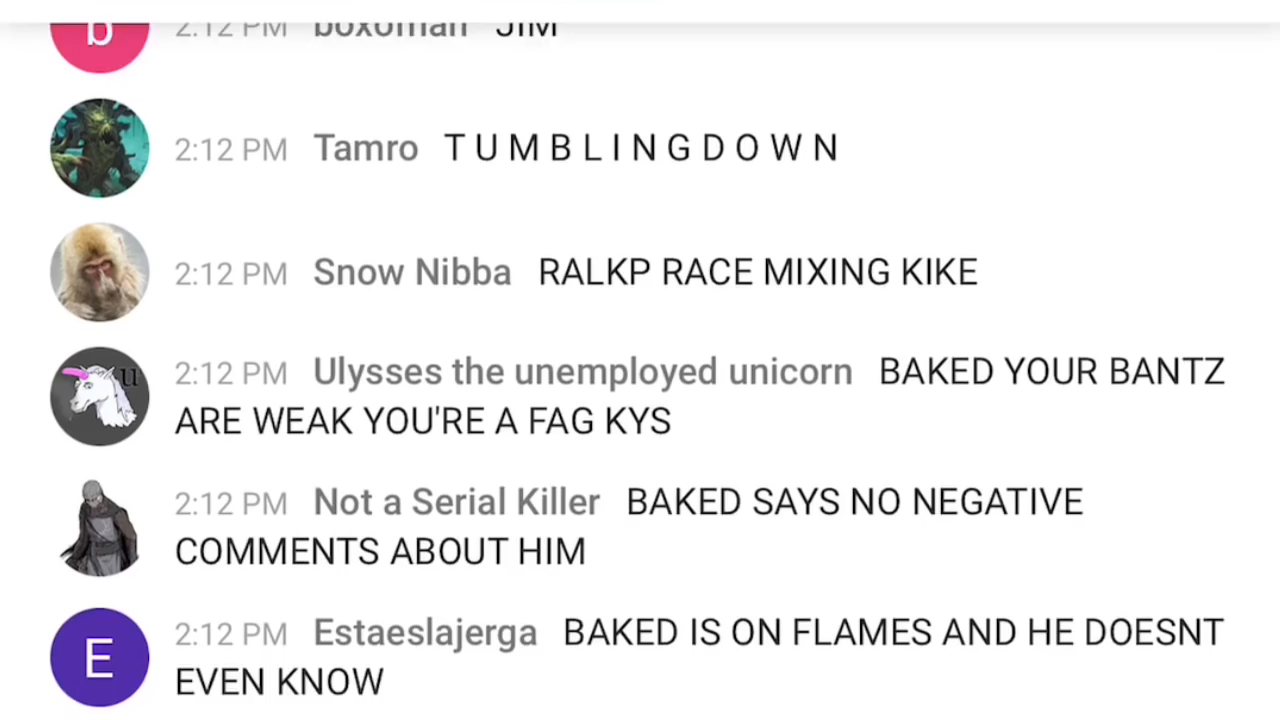 b
2:12 PM boxoman JIM
Tamro T U M B L I N G D O W N
2:12 PM Snow Nibba RALKP RACE MIXING KIKE
2:12 PM Ulysses the unemployed unicorn BAKED YOUR BANTZ
ARE WEAK YOU'RE A FAG KYS
2:12 PM Not a Serial Killer BAKED SAYS NO NEGATIVE
COMMENTS ABOUT HIM
E
2:12 PM Estaeslajerga BAKED IS ON FLAMES AND HE DOESNT
EVEN KNOW